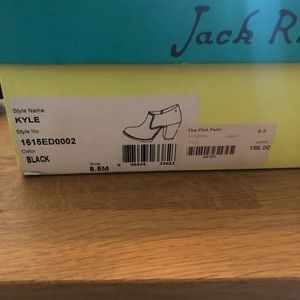 Jack R
Style Name
KYLE
Style No
1615ED0002
Color
BLACK
Size
8.5M
The Pink Palm
8.5
198.00